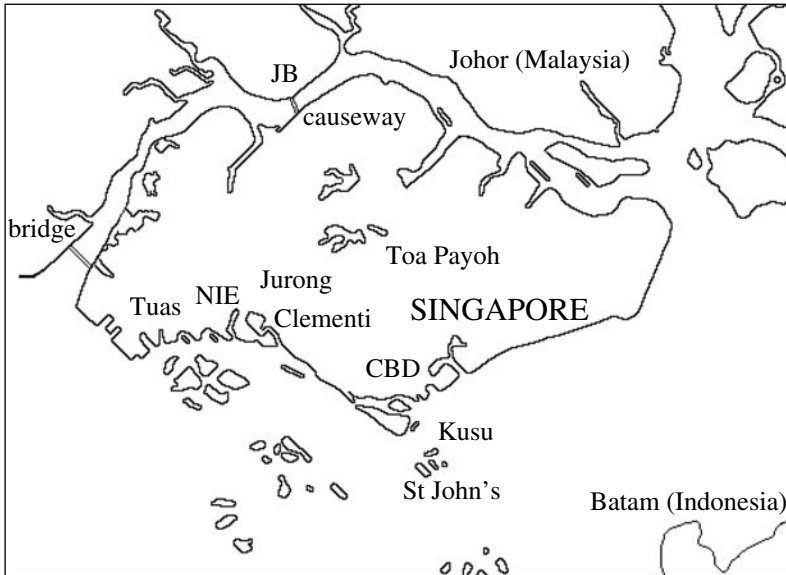 Johor (Malaysia)
JB
causeway
bridge
Toa Payoh
Jurong
NIE
Tuas
Clementi
SINGAPORE
CBD
Kusu
St John's
Batam (Indonesia)